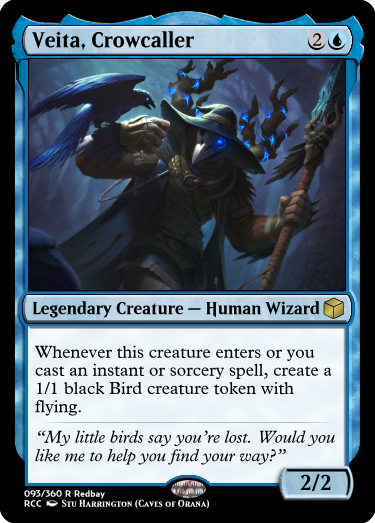 Veita, Crowcaller 2
Legendary Creature — Human Wizard
Whenever this creature enters or you
cast an instant or sorcery spell, create a
1/1 black Bird creature token with
flying.
“My little birds say you’re lost. Would you
like me to help you find your way?”
2/2
093/360 R Redbay
RCC Stu Harrington (Caves of Orana)